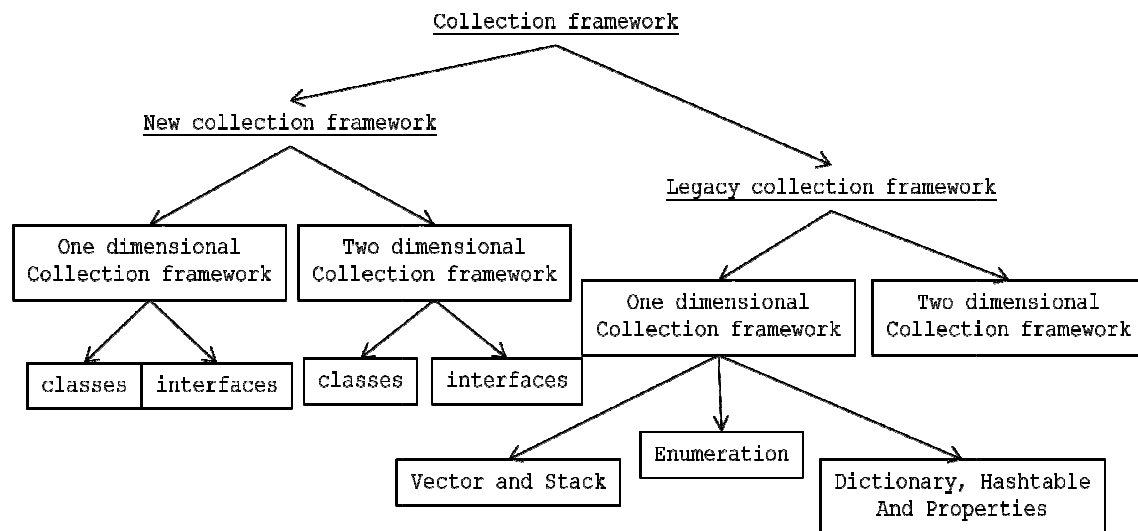 Collection framework
New collection framework
Legacy collection framework
One dimensional
Collection framework
Two dimensional
Collection framework
One dimensional
Collection framework
Two dimensional
Collection framework
classes
interfaces
classes
interfaces
Vector and Stack
Enumeration
Dictionary, Hashtable
And Properties